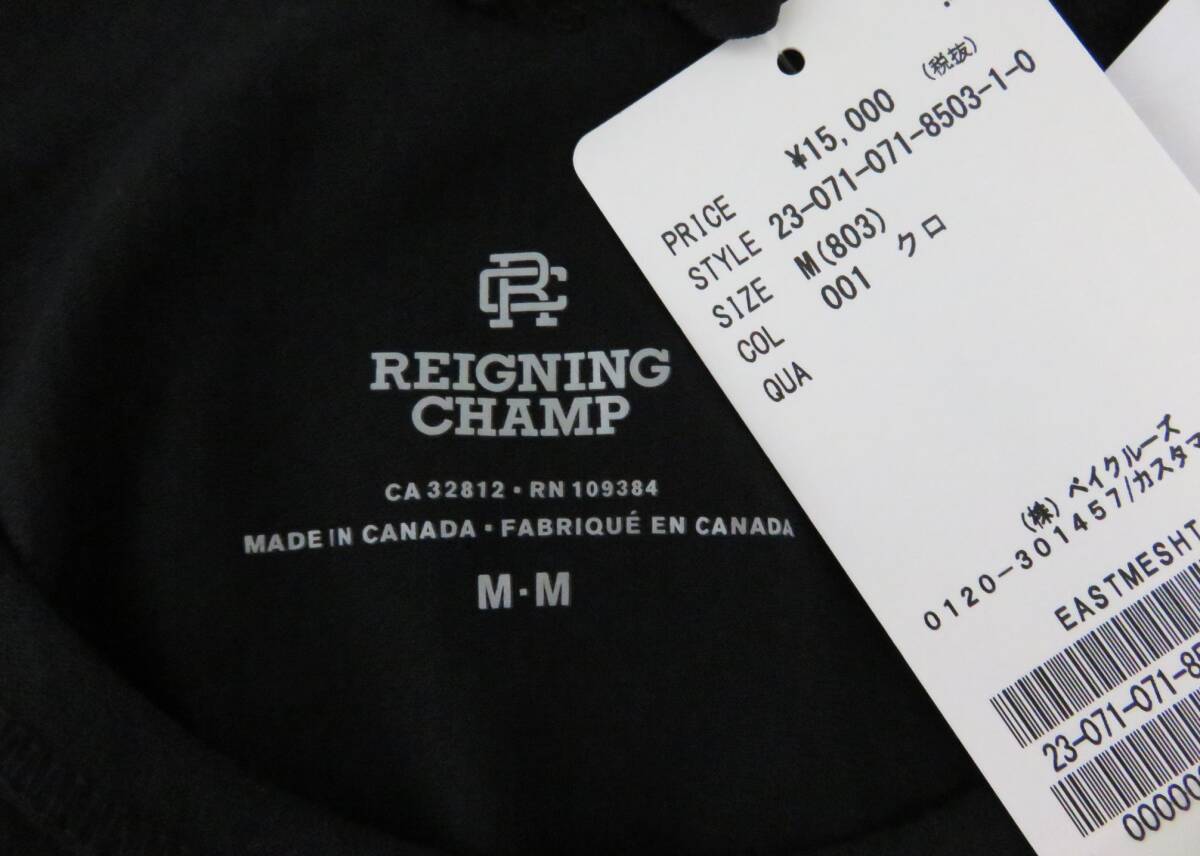 RC
REIGNING
CHAMP
CA 32812 • RN 109384
MADE IN CANADA • FABRIQUÉ EN CANADA
M•M
PRICE ¥15,000 (税抜)
STYLE 23-071-071-8503-1-0
SIZE M(803)
COL 001 クロ
QUA
(株) ベイクルーズ
0120-301457/カスタマ
EASTMESHT
23-071-071-85
00000